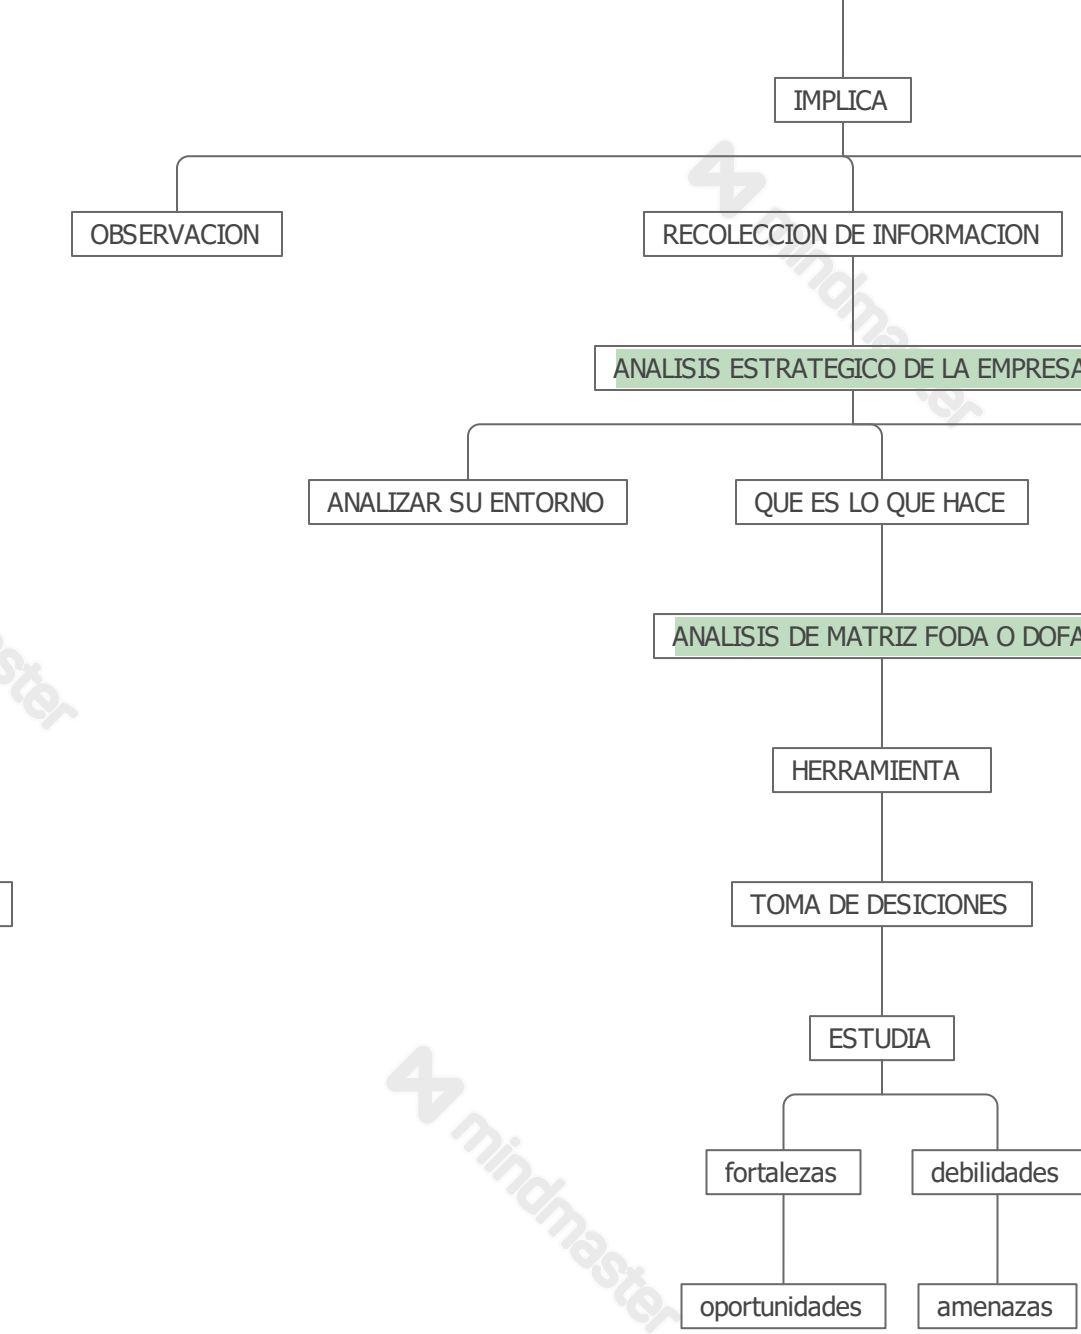 IMPLICA
OBSERVACION
RECOLECCION DE INFORMACION
ANALISIS ESTRATEGICO DE LA EMPRESA
ANALIZAR SU ENTORNO
QUE ES LO QUE HACE
ANALISIS DE MATRIZ FODA O DOFA
HERRAMIENTA
TOMA DE DESICIONES
ESTUDIA
fortalezas
debilidades
oportunidades
amenazas
mindmaster
mindmaster